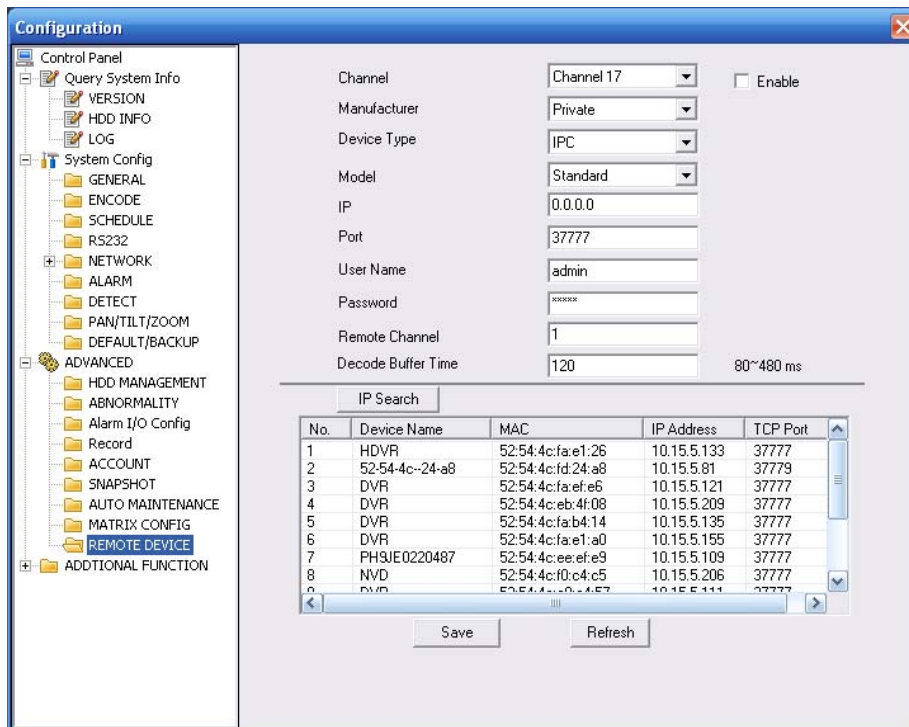 Configuration
Control Panel
Query System Info
VERSION
HDD INFO
LOG
System Config
GENERAL
ENCODE
SCHEDULE
RS232
NETWORK
ALARM
DETECT
PAN/TILT/ZOOM
DEFAULT/BACKUP
ADVANCED
HDD MANAGEMENT
ABNORMALITY
Alarm I/O Config
Record
ACCOUNT
SNAPSHOT
AUTO MAINTENANCE
MATRIX CONFIG
REMOTE DEVICE
ADDTIONAL FUNCTION
Channel Channel 17 Enable
Manufacturer Private
Device Type IPC
Model Standard
IP 0.0.0.0
Port 37777
User Name admin
Password xxxxx
Remote Channel 1
Decode Buffer Time 120 80~480 ms
IP Search
No. Device Name MAC IP Address TCP Port
1 HDVR 52:54:4c:fa:e1:26 10.15.5.133 37777
2 52-54-4c--24-a8 52:54:4c:fd:24:a8 10.15.5.81 37779
3 DVR 52:54:4c:fa:ef:e6 10.15.5.121 37777
4 DVR 52:54:4c:eb:4f:08 10.15.5.209 37777
5 DVR 52:54:4c:fa:b4:14 10.15.5.135 37777
6 DVR 52:54:4c:fa:e1:a0 10.15.5.155 37777
7 PH9JE0220487 52:54:4c:ee:ef:e9 10.15.5.109 37777
8 NVD 52:54:4c:f0:c4:c5 10.15.5.206 37777
Save Refresh